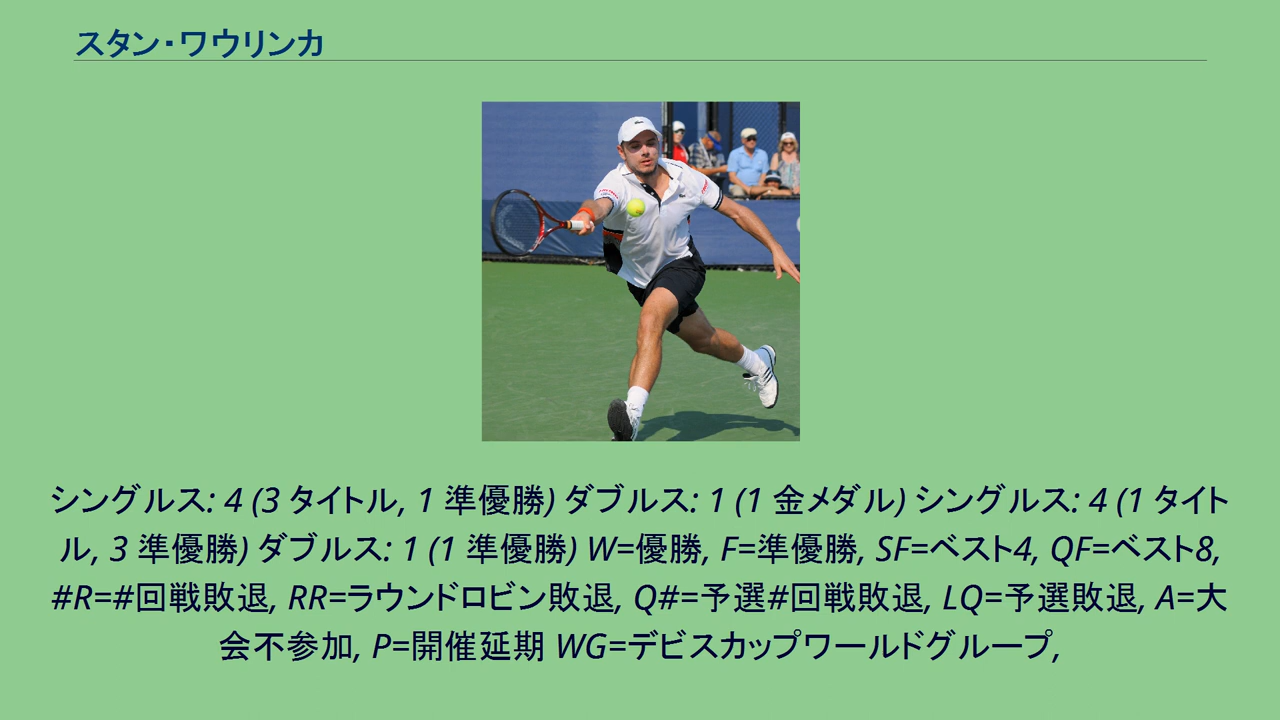 スタン・ワウリンカ
シングルス: 4 (3 タイトル, 1 準優勝) ダブルス: 1 (1 金メダル) シングルス: 4 (1 タイト
ル, 3 準優勝) ダブルス: 1 (1 準優勝) W=優勝, F=準優勝, SF=ベスト4, QF=ベスト8,
#R=#回戦敗退, RR=ラウンドロビン敗退, Q#=予選#回戦敗退, LQ=予選敗退, A=大
会不参加, P=開催延期 WG=デビスカップワールドグループ,